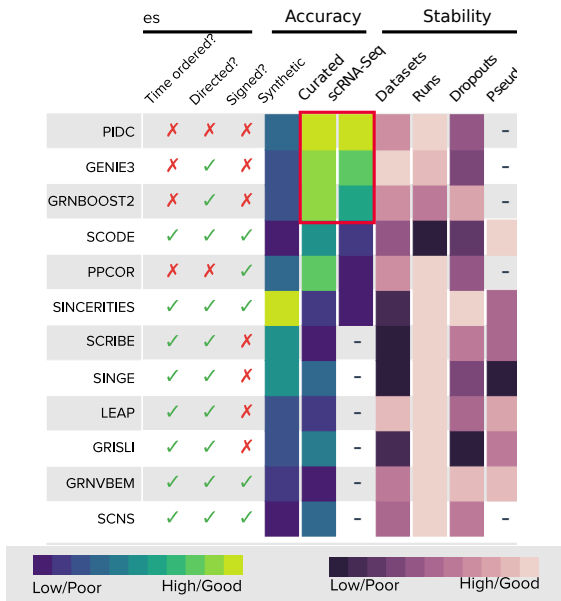 es Accuracy Stability
Time ordered? Directed? Signed? Synthetic Curated scRNA-Seq Datasets Runs Dropouts Pseud
PIDC ✗ ✗ ✗ –
GENIE3 ✗ ✓ ✗ –
GRNBOOST2 ✗ ✓ ✗ –
SCODE ✓ ✓ ✓
PPCOR ✗ ✗ ✓ –
SINCERITIES ✓ ✓ ✓
SCRIBE ✓ ✓ ✗ –
SINGE ✓ ✓ ✗ –
LEAP ✓ ✓ ✗ –
GRISLI ✓ ✓ ✗ –
GRNVBEM ✓ ✓ ✓ –
SCNS ✓ ✓ ✓ – –
Low/Poor High/Good Low/Poor High/Good